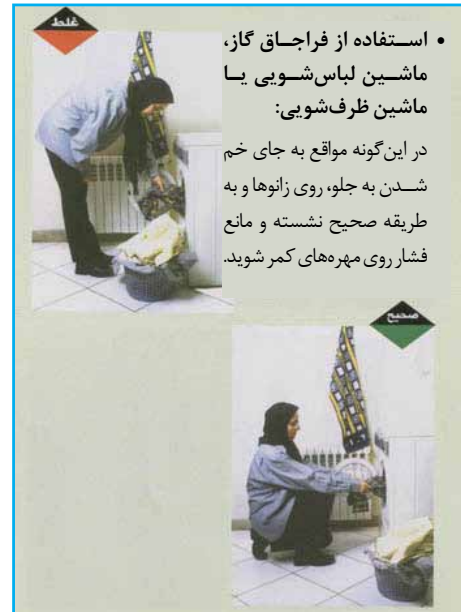 غلط
• استفاده از فراجاق گاز،
ماشین لباس‌شویی یا
ماشین ظرف‌شویی:
در این‌گونه مواقع به جای خم
شدن به جلو، روی زانوها و به
طریقه صحیح نشسته و مانع
فشار روی مهره‌های کمر شوید.
صحیح